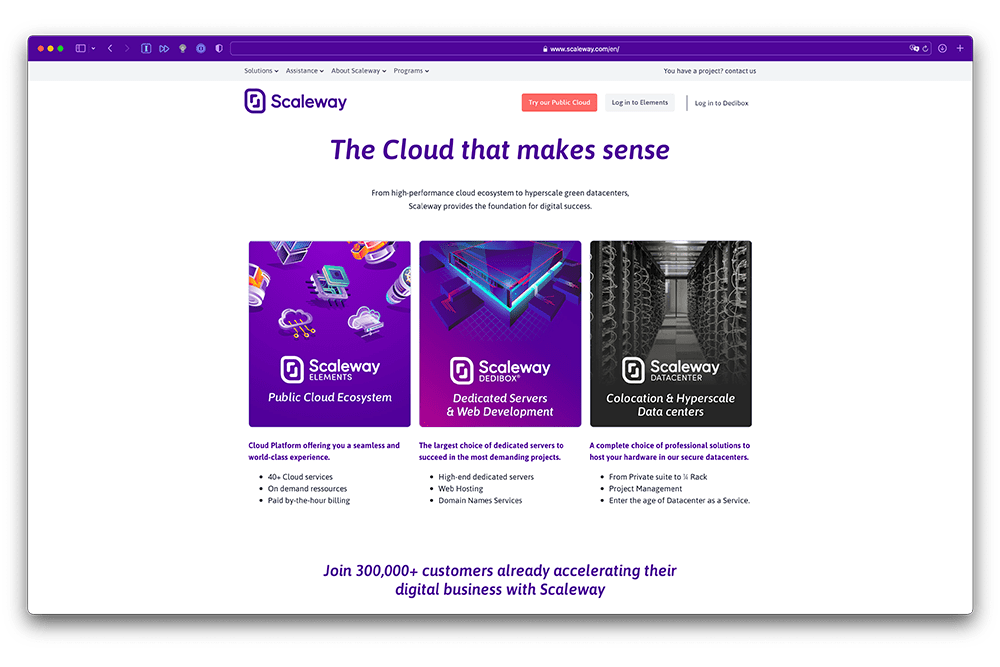 www.scaleway.com/en/
Solutions Assistance About Scaleway Programs You have a project? contact us
Scaleway Try our Public Cloud Log in to Elements Log in to Dedibox
The Cloud that makes sense
From high-performance cloud ecosystem to hyperscale green datacenters,
Scaleway provides the foundation for digital success.
Scaleway
ELEMENTS
Public Cloud Ecosystem
Scaleway
DEDIBOX®
Dedicated Servers
& Web Development
Scaleway
DATACENTER
Colocation & Hyperscale
Data centers
Cloud Platform offering you a seamless and
world-class experience.
40+ Cloud services
On demand ressources
Paid by-the-hour billing
The largest choice of dedicated servers to
succeed in the most demanding projects.
High-end dedicated servers
Web Hosting
Domain Names Services
A complete choice of professional solutions to
host your hardware in our secure datacenters.
From Private suite to ¼ Rack
Project Management
Enter the age of Datacenter as a Service.
Join 300,000+ customers already accelerating their
digital business with Scaleway